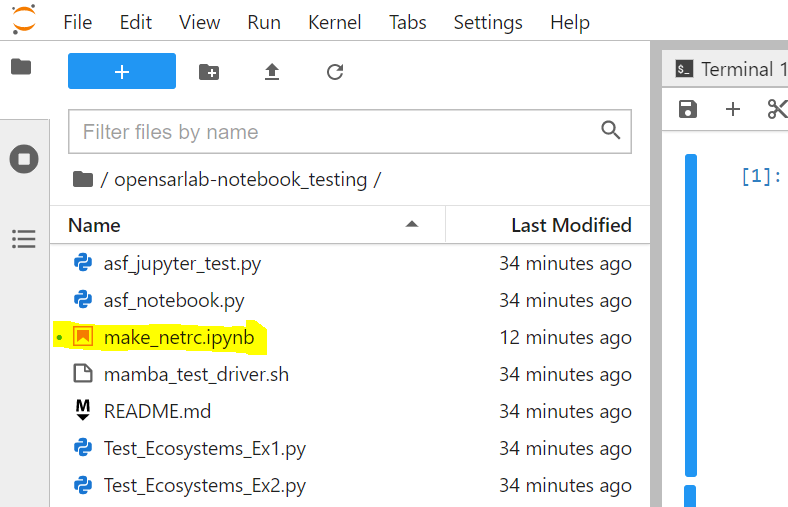 File Edit View Run Kernel Tabs Settings Help
Terminal 1
Filter files by name
/ opensarlab-notebook_testing /
[1]:
Name Last Modified
asf_jupyter_test.py 34 minutes ago
asf_notebook.py 34 minutes ago
make_netrc.ipynb 12 minutes ago
mamba_test_driver.sh 34 minutes ago
README.md 34 minutes ago
Test_Ecosystems_Ex1.py 34 minutes ago
Test_Ecosystems_Ex2.py 34 minutes ago